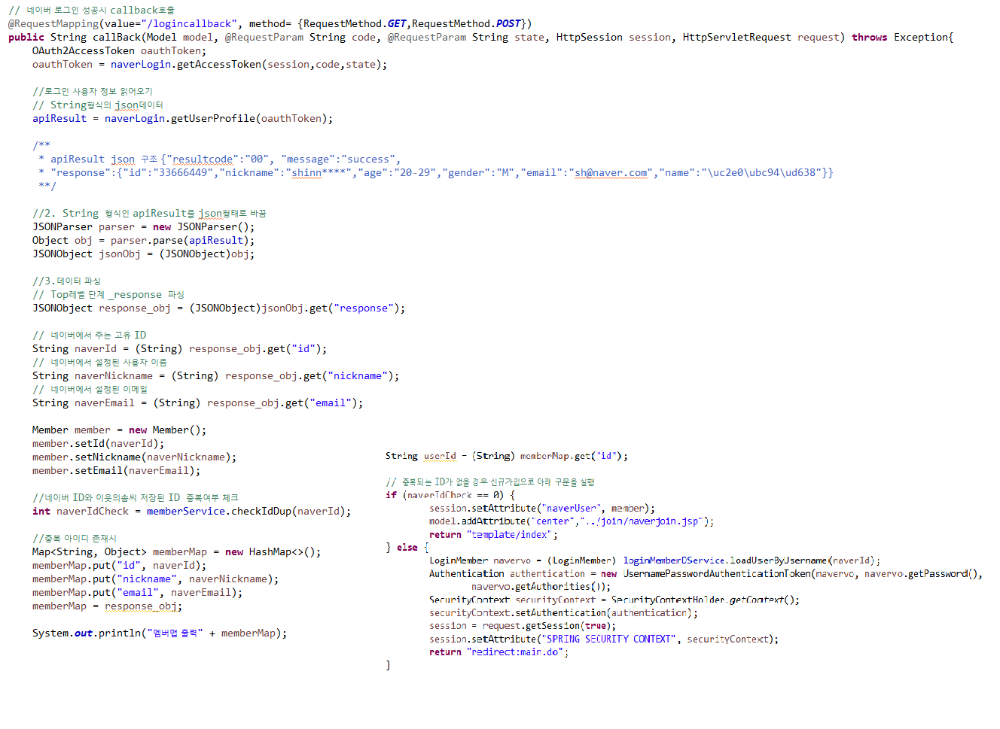 // 네이버 로그인 성공시 callback호출
@RequestMapping(value="/logincallback", method= {RequestMethod.GET,RequestMethod.POST})
public String callBack(Model model, @RequestParam String code, @RequestParam String state, HttpSession session, HttpServletRequest request) throws Exception{
OAuth2AccessToken oauthToken;
oauthToken = naverLogin.getAccessToken(session,code,state);
//로그인 사용자 정보 읽어오기
// String형식의 json데이터
apiResult = naverLogin.getUserProfile(oauthToken);
/**
* apiResult json 구조 {"resultcode":"00", "message":"success",
* "response":{"id":"33666449","nickname":"shinn****","age":"20-29","gender":"M","email":"sh@naver.com","name":"\uc2e0\ubc94\ud638"}}
**/
//2. String 형식인 apiResult를 json형태로 바꿈
JSONParser parser = new JSONParser();
Object obj = parser.parse(apiResult);
JSONObject jsonObj = (JSONObject)obj;
//3.데이터 파싱
// Top레벨 단계 _response 파싱
JSONObject response_obj = (JSONObject)jsonObj.get("response");
// 네이버에서 주는 고유 ID
String naverId = (String) response_obj.get("id");
// 네이버에서 설정된 사용자 이름
String naverNickname = (String) response_obj.get("nickname");
// 네이버에서 설정된 이메일
String naverEmail = (String) response_obj.get("email");
Member member = new Member();
member.setId(naverId);
member.setNickname(naverNickname);
member.setEmail(naverEmail);
//네이버 ID와 이웃의솜씨 저장된 ID 중복여부 체크
int naverIdCheck = memberService.checkIdDup(naverId);
//중복 아이디 존재시
Map<String, Object> memberMap = new HashMap<>();
memberMap.put("id", naverId);
memberMap.put("nickname", naverNickname);
memberMap.put("email", naverEmail);
memberMap = response_obj;
System.out.println("멤버맵 출력" + memberMap);
String userId = (String) memberMap.get("id");
// 중복되는 ID가 없을 경우 신규가입으로 아래 구문을 실행
if (naverIdCheck == 0) {
session.setAttribute("naverUser", member);
model.addAttribute("center","../join/naverjoin.jsp");
return "template/index";
} else {
LoginMember navervo = (LoginMember) loginMemberDService.loadUserByUsername(naverId);
Authentication authentication = new UsernamePasswordAuthenticationToken(navervo, navervo.getPassword(),
navervo.getAuthorities());
SecurityContext securityContext = SecurityContextHolder.getContext();
securityContext.setAuthentication(authentication);
session = request.getSession(true);
session.setAttribute("SPRING_SECURITY_CONTEXT", securityContext);
return "redirect:main.do";
}